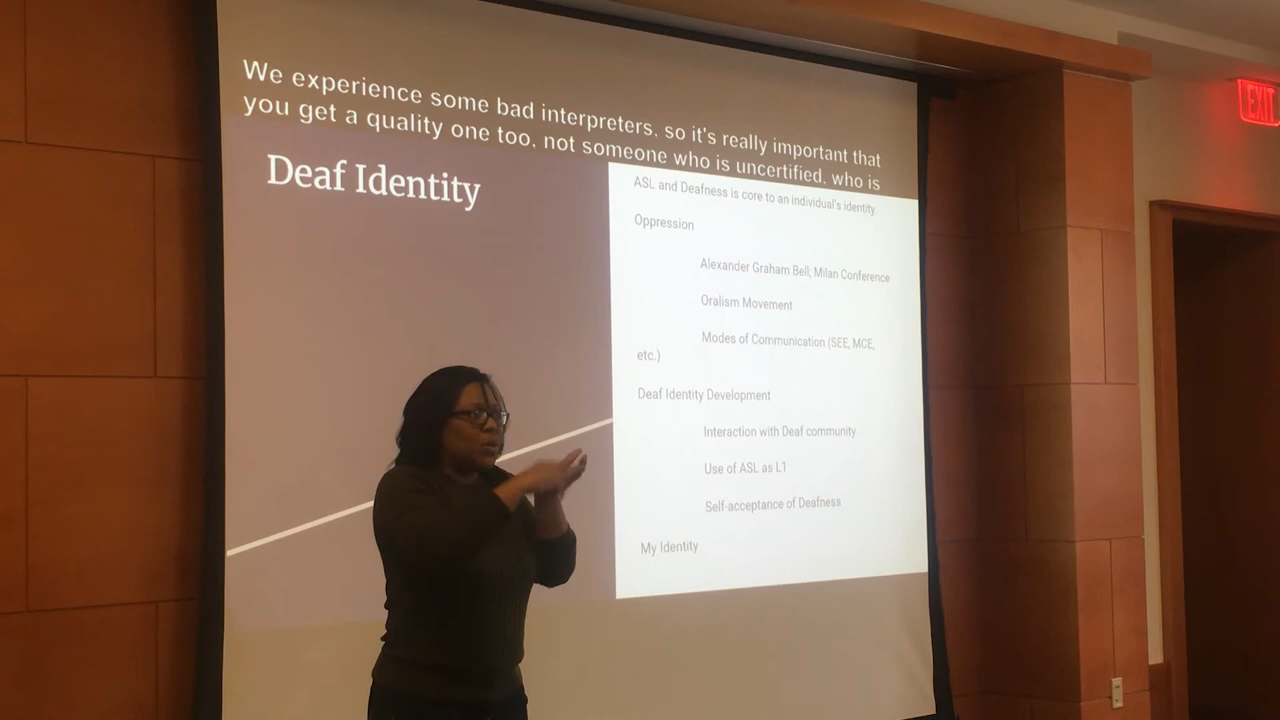 We experience some bad interpreters, so it's really important that
you get a quality one too, not someone who is uncertified, who is
Deaf Identity
ASL and Deafness is core to an individual's identity
Oppression
Alexander Graham Bell; Milan Conference
Oralism Movement
Modes of Communication (SEE, MCE,
etc.)
Deaf Identity Development
Interaction with Deaf community
Use of ASL as L1
Self-acceptance of Deafness
My Identity
EXIT